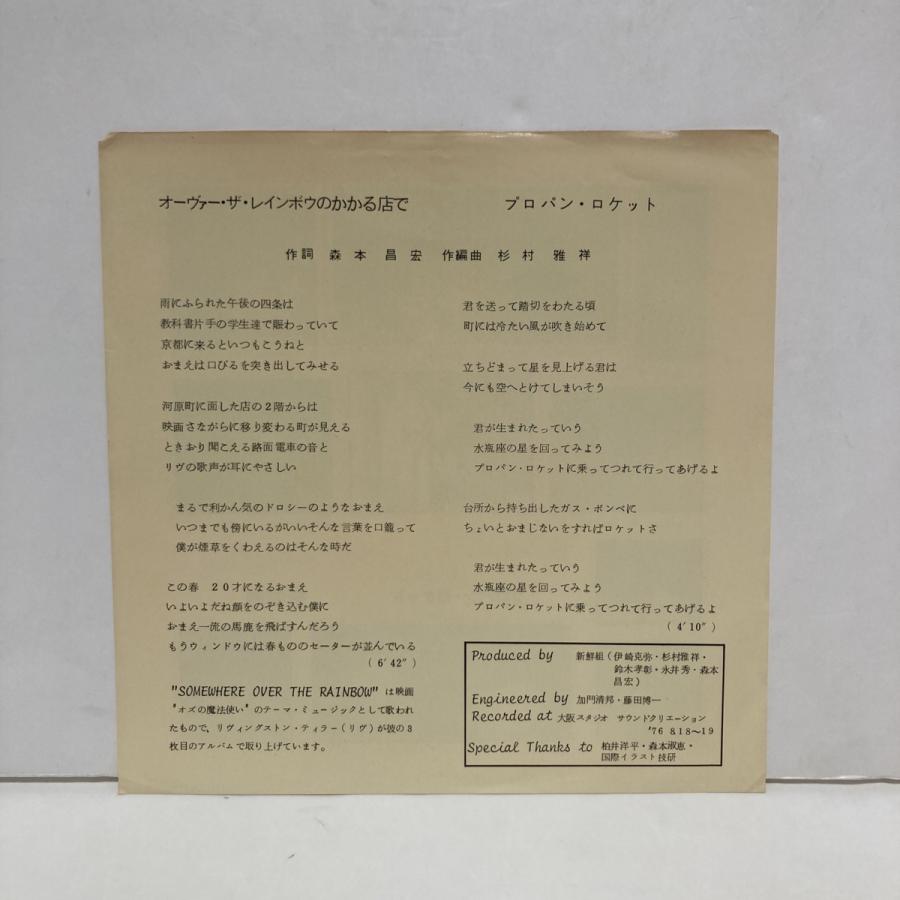 オーヴァー・ザ・レインボウのかかる店で
プロパン・ロケット
作詞 森本昌宏 作編曲 杉村雅祥
雨にふられた午後の四条は
教科書片手の学生達で賑わっていて
京都に来るといつもこうねと
おまえは口びるを突き出してみせる
河原町に面した店の2階からは
映画さながらに移り変わる町が見える
ときおり聞こえる路面電車の音と
リヴの歌声が耳にやさしい
まるで利かん気のドロシーのようなおまえ
いつまでも傍にいるがいいそんな言葉を口籠って
僕が煙草をくわえるのはそんな時だ
この春 20才になるおまえ
いよいよだね顔をのぞき込む僕に
おまえ一流の馬鹿を飛ばすんだろう
もうウィンドウには春もののセーターが並んでいる
(6'42")
"SOMEWHERE OVER THE RAINBOW"は映画
"オズの魔法使い"のテーマ・ミュージックとして歌われ
たもので、リヴィングストン・テイラー(リヴ)が彼の3
枚目のアルバムで取り上げています。
君を送って踏切をわたる頃
町には冷たい風が吹き始めて
立ちどまって星を見上げる君は
今にも空へとけてしまいそう
君が生まれたっていう
水瓶座の星を回ってみよう
プロパン・ロケットに乗ってつれて行ってあげるよ
台所から持ち出したガス・ボンベに
ちょいとおまじないをすればロケットさ
君が生まれたっていう
水瓶座の星を回ってみよう
プロパン・ロケットに乗ってつれて行ってあげるよ
(4'10")
Produced by 新鮮組(伊崎克弥・杉村雅祥・
鈴木孝彰・永井秀・森本
昌宏)
Engineered by 加門清邦・藤田博一
Recorded at 大阪スタジオ サウンドクリエーション
'76 8.18〜19
Special Thanks to 柏井洋平・森本淑恵・
国際イラスト技研